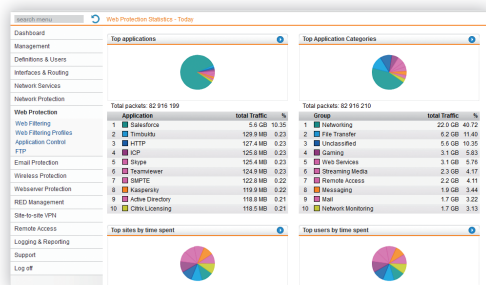 search menu
Web Protection Statistics - Today
Dashboard
Management
Definitions & Users
Interfaces & Routing
Network Services
Network Protection
Web Protection
Web Filtering
Web Filtering Profiles
Application Control
FTP
Email Protection
Wireless Protection
Webserver Protection
RED Management
Site-to-site VPN
Remote Access
Logging & Reporting
Support
Log off
Top applications
Total packets: 82 916 199
Application total Traffic %
1 Salesforce 5.6 GB 10.35
2 Timbuktu 129.9 MB 0.23
3 HTTP 127.4 MB 0.23
4 ICP 125.8 MB 0.23
5 Skype 125.4 MB 0.23
6 Teamviewer 124.9 MB 0.23
7 SMPTE 122.8 MB 0.22
8 Kaspersky 119.9 MB 0.22
9 Active Directory 118.8 MB 0.21
10 Citrix Licensing 118.5 MB 0.21
Top Application Categories
Total packets: 82 916 210
Group total Traffic %
1 Networking 22.0 GB 40.72
2 File Transfer 6.2 GB 11.40
3 Unclassified 5.6 GB 10.35
4 Gaming 3.1 GB 5.83
5 Web Services 3.1 GB 5.76
6 Streaming Media 2.3 GB 4.17
7 Remote Access 2.2 GB 4.11
8 Messaging 1.9 GB 3.44
9 Mail 1.7 GB 3.22
10 Network Monitoring 1.7 GB 3.13
Top sites by time spent
Top users by time spent